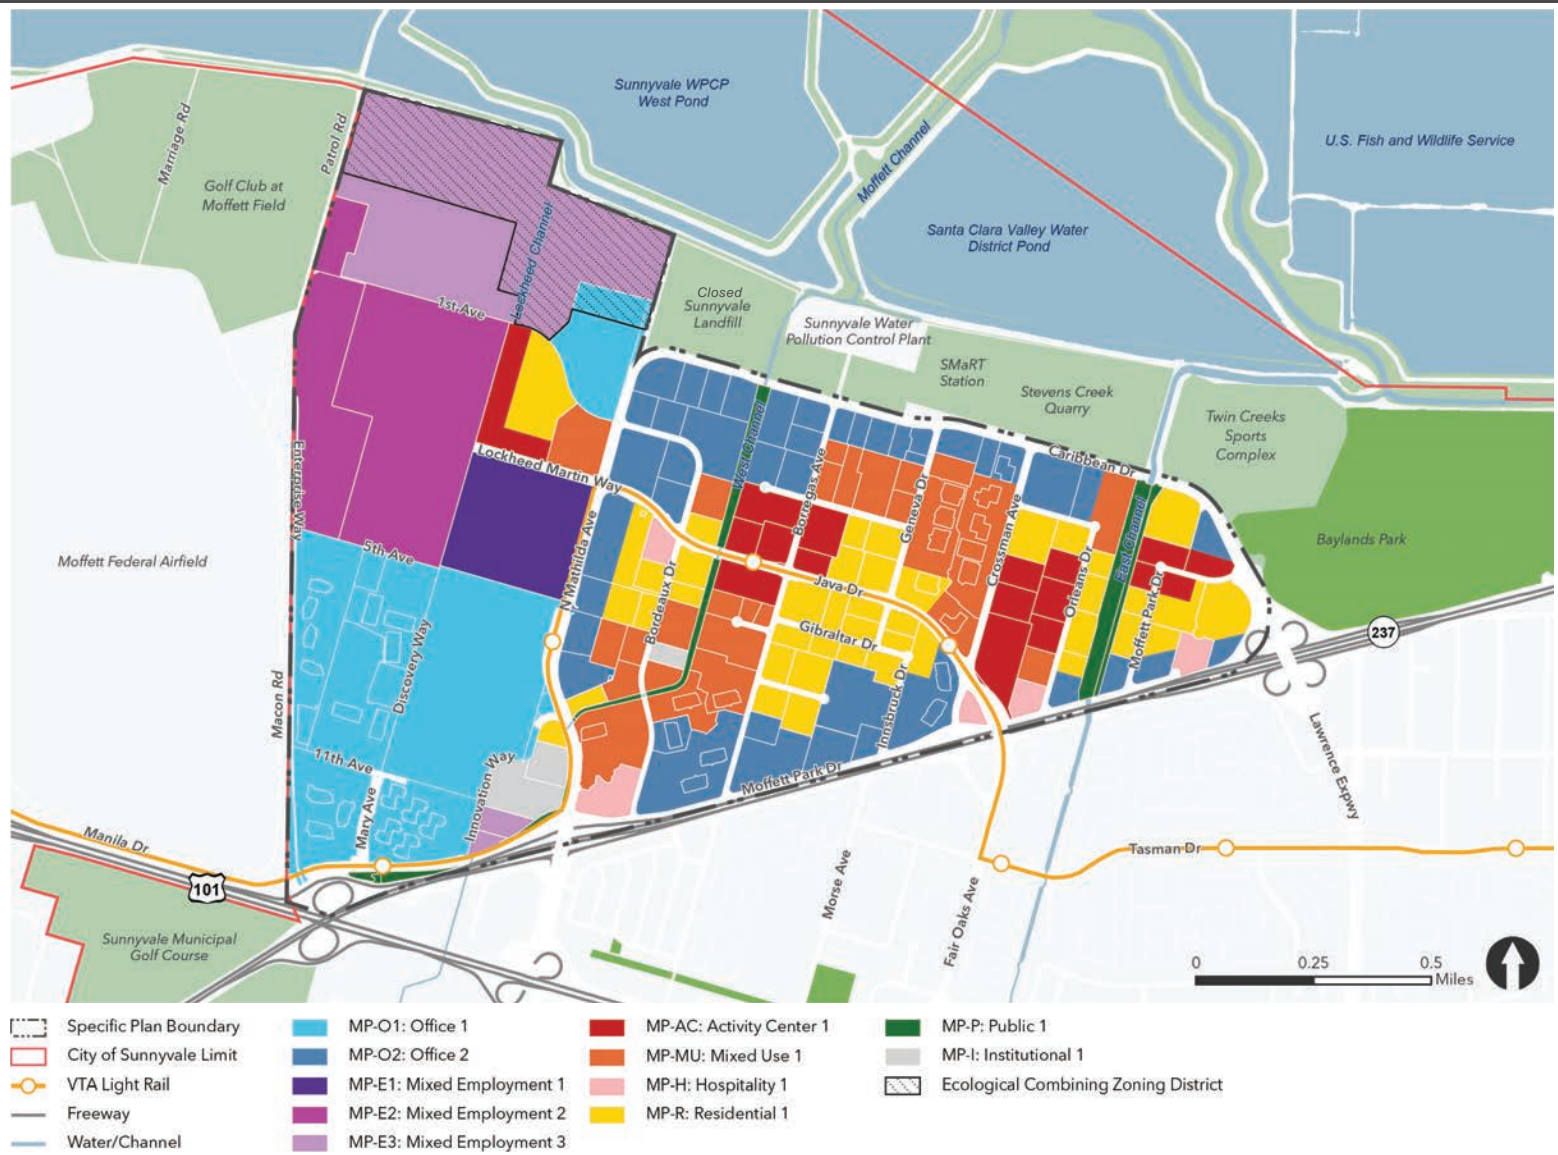 Sunnyvale WPCP
West Pond
Marriage Rd
Patrol Rd
Moffett Channel
U.S. Fish and Wildlife Service
Golf Club at
Moffett Field
Santa Clara Valley Water
District Pond
Lockheed Channel
Closed
Sunnyvale
Landfill
1st Ave
Sunnyvale Water
Pollution Control Plant
SMaRT
Station
Stevens Creek
Quarry
Twin Creeks
Sports
Complex
West Channel
Caribbean Dr
Lockheed Martin Way
Borregas Ave
Geneva Dr
Crossman Ave
Enterprise Way
East Channel
Baylands Park
Moffett Federal Airfield
5th Ave
N Mathilda Ave
Bordeaux Dr
Java Dr
Orleans Dr
Moffett Park Dr
Gibraltar Dr
237
Discovery Way
Macon Rd
Innsbruck Dr
11th Ave
Innovation Way
Moffett Park Dr
Lawrence Expwy
Mary Ave
Manila Dr
Tasman Dr
101
Morse Ave
Fair Oaks Ave
Sunnyvale Municipal
Golf Course
0 0.25 0.5
Miles
Specific Plan Boundary
City of Sunnyvale Limit
VTA Light Rail
Freeway
Water/Channel
MP-O1: Office 1
MP-O2: Office 2
MP-E1: Mixed Employment 1
MP-E2: Mixed Employment 2
MP-E3: Mixed Employment 3
MP-AC: Activity Center 1
MP-MU: Mixed Use 1
MP-H: Hospitality 1
MP-R: Residential 1
MP-P: Public 1
MP-I: Institutional 1
Ecological Combining Zoning District